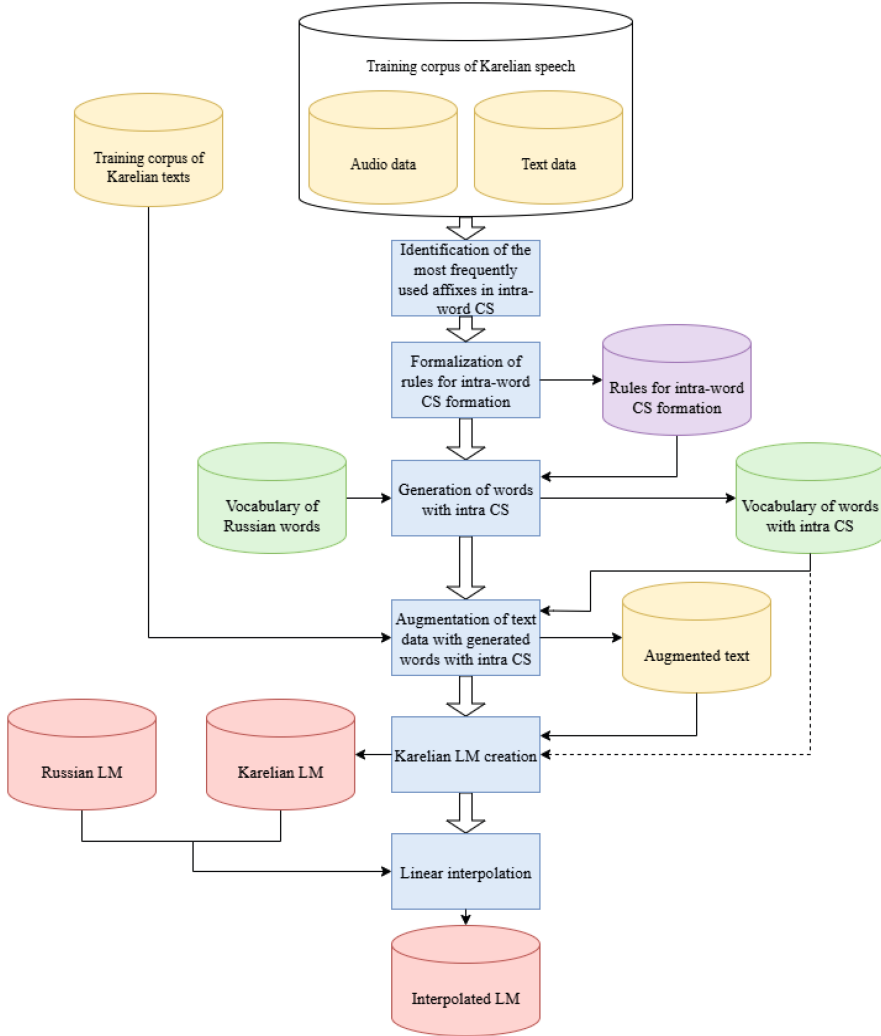 Training corpus of Karelian speech
Training corpus of
Karelian texts
Audio data
Text data
Identification of the
most frequently
used affixes in intra-
word CS
Formalization of
rules for intra-word
CS formation
Rules for intra-word
CS formation
Vocabulary of
Russian words
Generation of words
with intra CS
Vocabulary of words
with intra CS
Augmentation of text
data with generated
words with intra CS
Augmented text
Russian LM
Karelian LM
Karelian LM creation
Linear interpolation
Interpolated LM